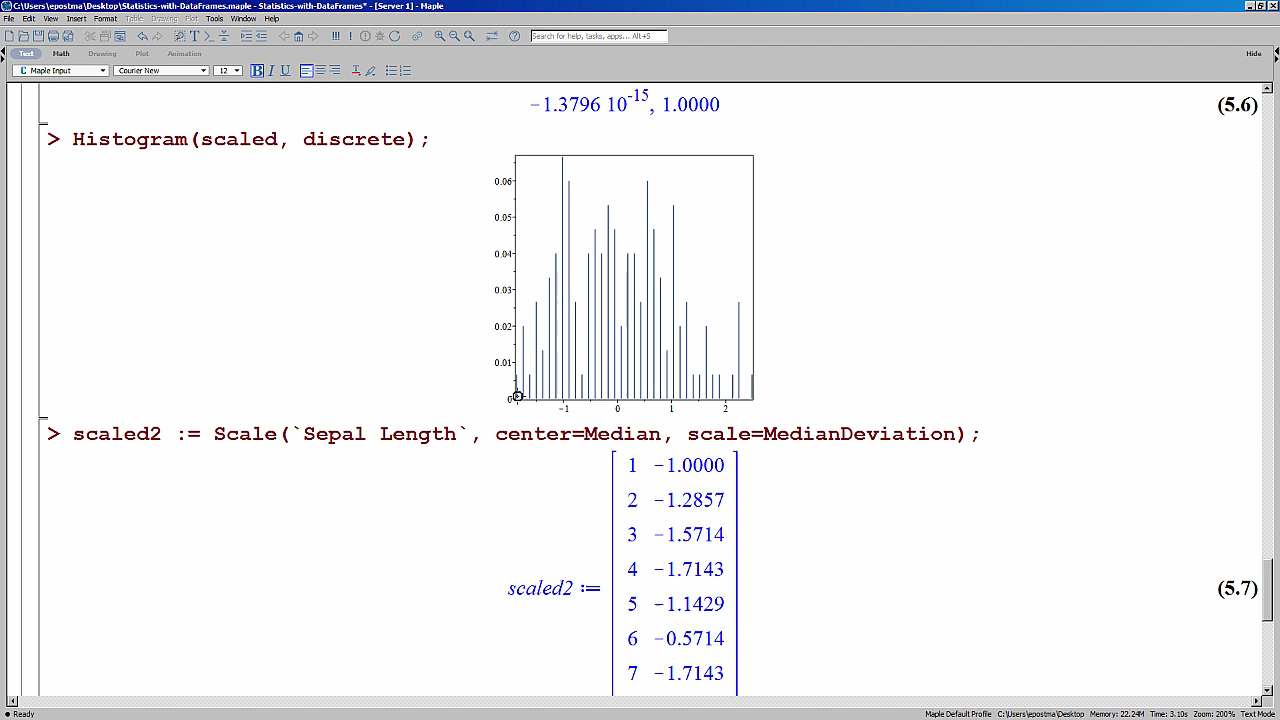 C:\Users\epostma\Desktop\Statistics-with-DataFrames.maple - Statistics-with-DataFrames* - [Server 1] - Maple
File Edit View Insert Format Table Drawing Plot Tools Window Help
Search for help, tasks, apps... Alt+S
Text Math Drawing Plot Animation Hide
C Maple Input Courier New 12 B I U
-1.3796 10^-15, 1.0000 (5.6)
> Histogram(scaled, discrete);
0.06
0.05
0.04
0.03
0.02
0.01
0
-1 0 1 2
> scaled2 := Scale(`Sepal Length`, center=Median, scale=MedianDeviation);
1 -1.0000
2 -1.2857
3 -1.5714
4 -1.7143
scaled2 := (5.7)
5 -1.1429
6 -0.5714
7 -1.7143
Ready Maple Default Profile C:\Users\epostma\Desktop Memory: 22.24M Time: 3.10s Zoom: 200% Text Mode